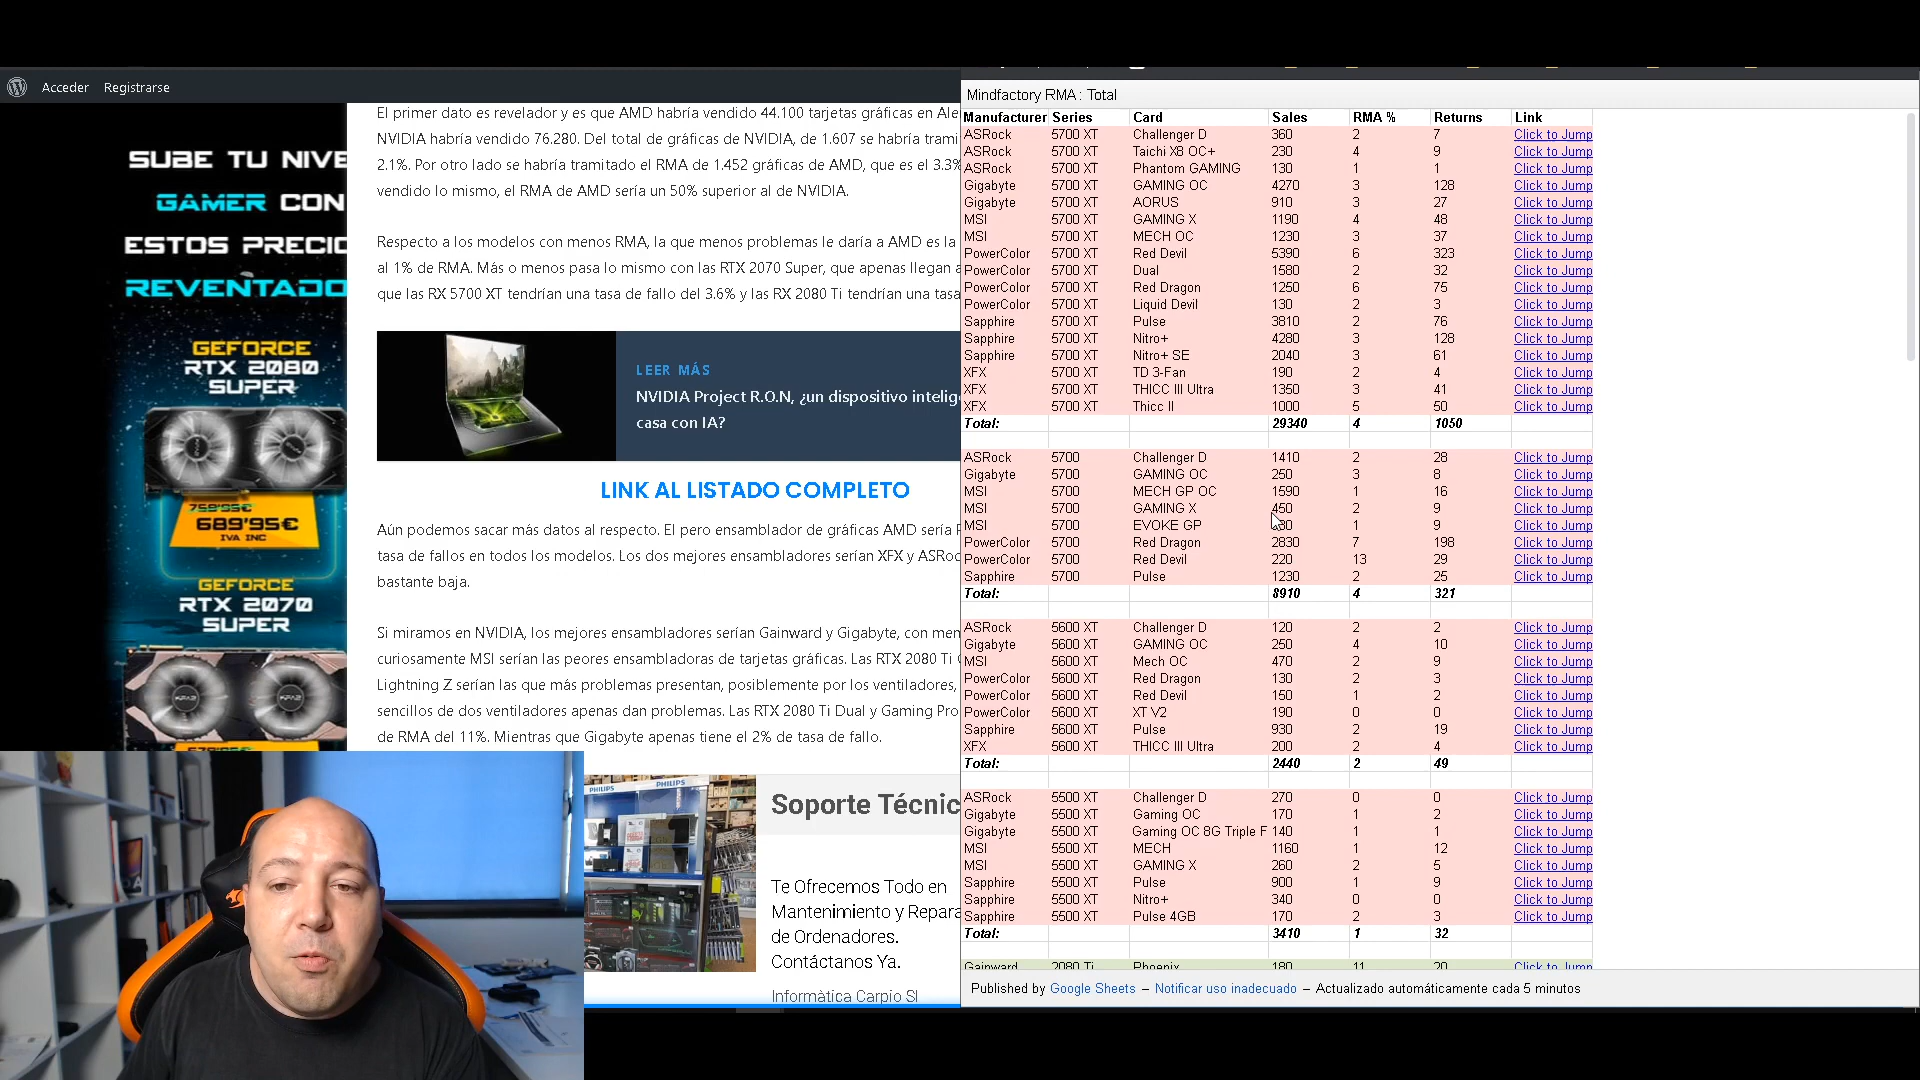 Acceder Registrarse
SUBE TU NIVE
GAMER CON
ESTOS PRECIO
REVENTADO
GEFORCE
RTX 2080
SUPER
759'95€
689'95€
IVA INC
GEFORCE
RTX 2070
SUPER
El primer dato es revelador y es que AMD habría vendido 44.100 tarjetas gráficas en Ale
NVIDIA habría vendido 76.280. Del total de gráficas de NVIDIA, de 1.607 se habría trami
2.1%. Por otro lado se habría tramitado el RMA de 1.452 gráficas de AMD, que es el 3.3%
vendido lo mismo, el RMA de AMD sería un 50% superior al de NVIDIA.
Respecto a los modelos con menos RMA, la que menos problemas le daría a AMD es la
al 1% de RMA. Más o menos pasa lo mismo con las RTX 2070 Super, que apenas llegan a
que las RX 5700 XT tendrían una tasa de fallo del 3.6% y las RX 2080 Ti tendrían una tasa
LEER MÁS
NVIDIA Project R.O.N, ¿un dispositivo intelig
casa con IA?
LINK AL LISTADO COMPLETO
Aún podemos sacar más datos al respecto. El pero ensamblador de gráficas AMD sería P
tasa de fallos en todos los modelos. Los dos mejores ensambladores serían XFX y ASRoc
bastante baja.
Si miramos en NVIDIA, los mejores ensambladores serían Gainward y Gigabyte, con men
curiosamente MSI serían las peores ensambladoras de tarjetas gráficas. Las RTX 2080 Ti G
Lightning Z serían las que más problemas presentan, posiblemente por los ventiladores,
sencillos de dos ventiladores apenas dan problemas. Las RTX 2080 Ti Dual y Gaming Pro
de RMA del 11%. Mientras que Gigabyte apenas tiene el 2% de tasa de fallo.
PHILIPS PHILIPS
Soporte Técnic
Te Ofrecemos Todo en
Mantenimiento y Repara
de Ordenadores.
Contáctanos Ya.
Informàtica Carpio Sl
Mindfactory RMA : Total
Manufacturer Series Card Sales RMA % Returns Link
ASRock 5700 XT Challenger D 360 2 7 Click to Jump
ASRock 5700 XT Taichi X8 OC+ 230 4 9 Click to Jump
ASRock 5700 XT Phantom GAMING 130 1 1 Click to Jump
Gigabyte 5700 XT GAMING OC 4270 3 128 Click to Jump
Gigabyte 5700 XT AORUS 910 3 27 Click to Jump
MSI 5700 XT GAMING X 1190 4 48 Click to Jump
MSI 5700 XT MECH OC 1230 3 37 Click to Jump
PowerColor 5700 XT Red Devil 5390 6 323 Click to Jump
PowerColor 5700 XT Dual 1580 2 32 Click to Jump
PowerColor 5700 XT Red Dragon 1250 6 75 Click to Jump
PowerColor 5700 XT Liquid Devil 130 2 3 Click to Jump
Sapphire 5700 XT Pulse 3810 2 76 Click to Jump
Sapphire 5700 XT Nitro+ 4280 3 128 Click to Jump
Sapphire 5700 XT Nitro+ SE 2040 3 61 Click to Jump
XFX 5700 XT TD 3-Fan 190 2 4 Click to Jump
XFX 5700 XT THICC III Ultra 1350 3 41 Click to Jump
XFX 5700 XT Thicc II 1000 5 50 Click to Jump
Total: 29340 4 1050
ASRock 5700 Challenger D 1410 2 28 Click to Jump
Gigabyte 5700 GAMING OC 250 3 8 Click to Jump
MSI 5700 MECH GP OC 1590 1 16 Click to Jump
MSI 5700 GAMING X 450 2 9 Click to Jump
MSI 5700 EVOKE GP 1 9 Click to Jump
PowerColor 5700 Red Dragon 2830 7 198 Click to Jump
PowerColor 5700 Red Devil 220 13 29 Click to Jump
Sapphire 5700 Pulse 1230 2 25 Click to Jump
Total: 8910 4 321
ASRock 5600 XT Challenger D 120 2 2 Click to Jump
Gigabyte 5600 XT GAMING OC 250 4 10 Click to Jump
MSI 5600 XT Mech OC 470 2 9 Click to Jump
PowerColor 5600 XT Red Dragon 130 2 3 Click to Jump
PowerColor 5600 XT Red Devil 150 1 2 Click to Jump
PowerColor 5600 XT XT V2 190 0 0 Click to Jump
Sapphire 5600 XT Pulse 930 2 19 Click to Jump
XFX 5600 XT THICC III Ultra 200 2 4 Click to Jump
Total: 2440 2 49
ASRock 5500 XT Challenger D 270 0 0 Click to Jump
Gigabyte 5500 XT Gaming OC 170 1 2 Click to Jump
Gigabyte 5500 XT Gaming OC 8G Triple F 140 1 1 Click to Jump
MSI 5500 XT MECH 1160 1 12 Click to Jump
MSI 5500 XT GAMING X 260 2 5 Click to Jump
Sapphire 5500 XT Pulse 900 1 9 Click to Jump
Sapphire 5500 XT Nitro+ 340 0 0 Click to Jump
Sapphire 5500 XT Pulse 4GB 170 2 3 Click to Jump
Total: 3410 1 32
Gainward 2080 Ti Phoenix 180 11 20 Click to Jump
Published by Google Sheets – Notificar uso inadecuado – Actualizado automáticamente cada 5 minutos